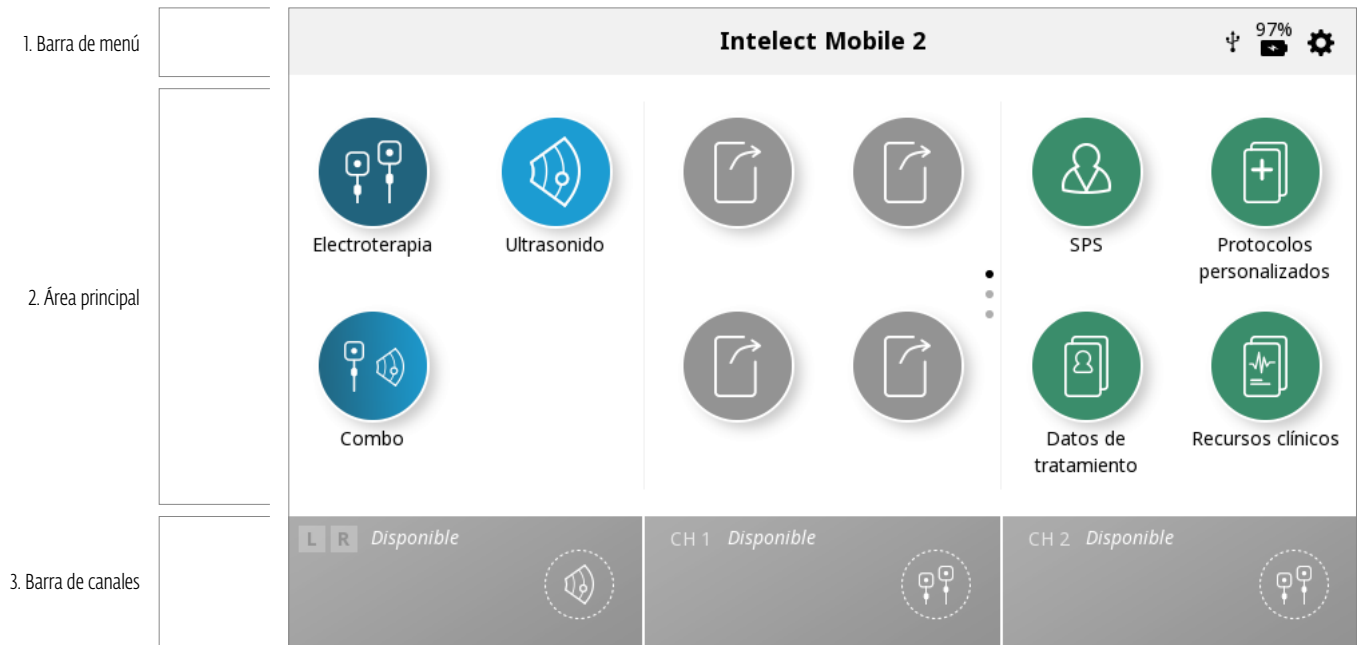 1. Barra de menú
Intelect Mobile 2
97%
2. Área principal
Electroterapia
Ultrasonido
SPS
Protocolos
personalizados
Combo
Datos de
tratamiento
Recursos clínicos
3. Barra de canales
L R Disponible
CH 1 Disponible
CH 2 Disponible